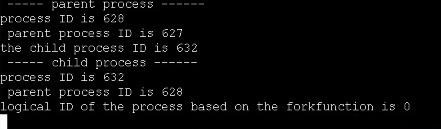 ----- parent process ------
process ID is 628
parent process ID is 627
the child process ID is 632
----- child process ------
process ID is 632
parent process ID is 628
logical ID of the process based on the forkfunction is 0